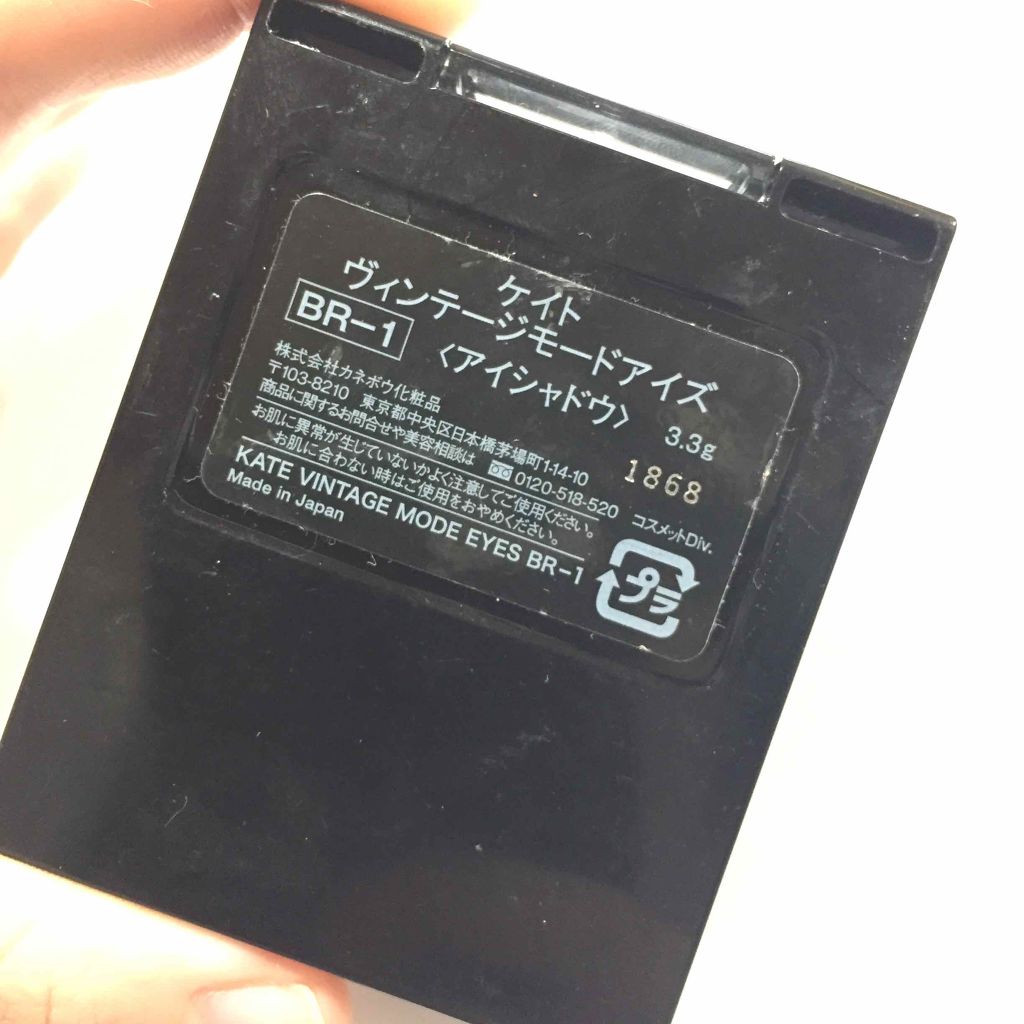 ケイト
ヴィンテージモードアイズ
BR-1 〈アイシャドウ〉 3.3g
株式会社カネボウ化粧品
〒103-8210 東京都中央区日本橋茅場町1-14-10
商品に関するお問合せや美容相談は 0120-518-520 コスメットDiv.
1868
お肌に異常が生じていないかよく注意してご使用ください。
お肌に合わない時はご使用をおやめください。
KATE VINTAGE MODE EYES BR-1
Made in Japan
プラ